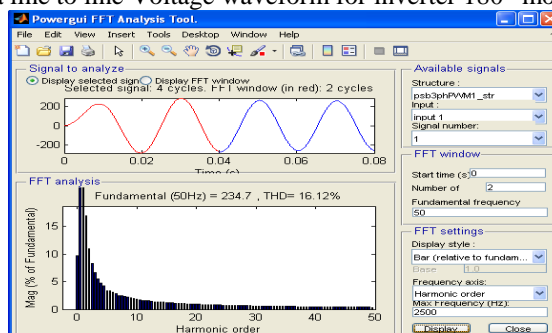 line to line Voltage waveform for inverter 180° mo
Powergui FFT Analysis Tool.
File Edit View Insert Tools Desktop Window Help
Signal to analyze
Display selected sign Display FFT window
Selected signal: 4 cycles. FFT window (in red): 2 cycles
200
0
-200
0 0.02 0.04 0.06 0.08
Time (s)
FFT analysis
Fundamental (50Hz) = 234.7 , THD= 16.12%
Mag (% of Fundamental)
15
10
5
0
0 10 20 30 40 50
Harmonic order
Available signals
Structure :
psb3phPWM1_str
Input :
input 1
Signal number:
1
FFT window
Start time (s 0
Number of 2
Fundamental frequency
50
FFT settings
Display style :
Bar (relative to fundam...
Base 1.0
Frequency axis:
Harmonic order
Max Frequency (Hz):
2500
Display Close